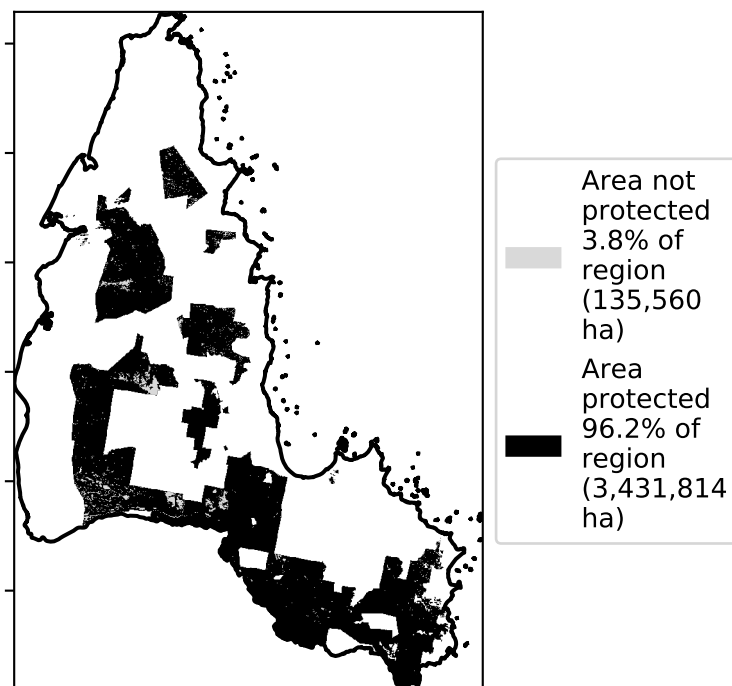 Area not
protected
3.8% of
region
(135,560
ha)
Area
protected
96.2% of
region
(3,431,814
ha)